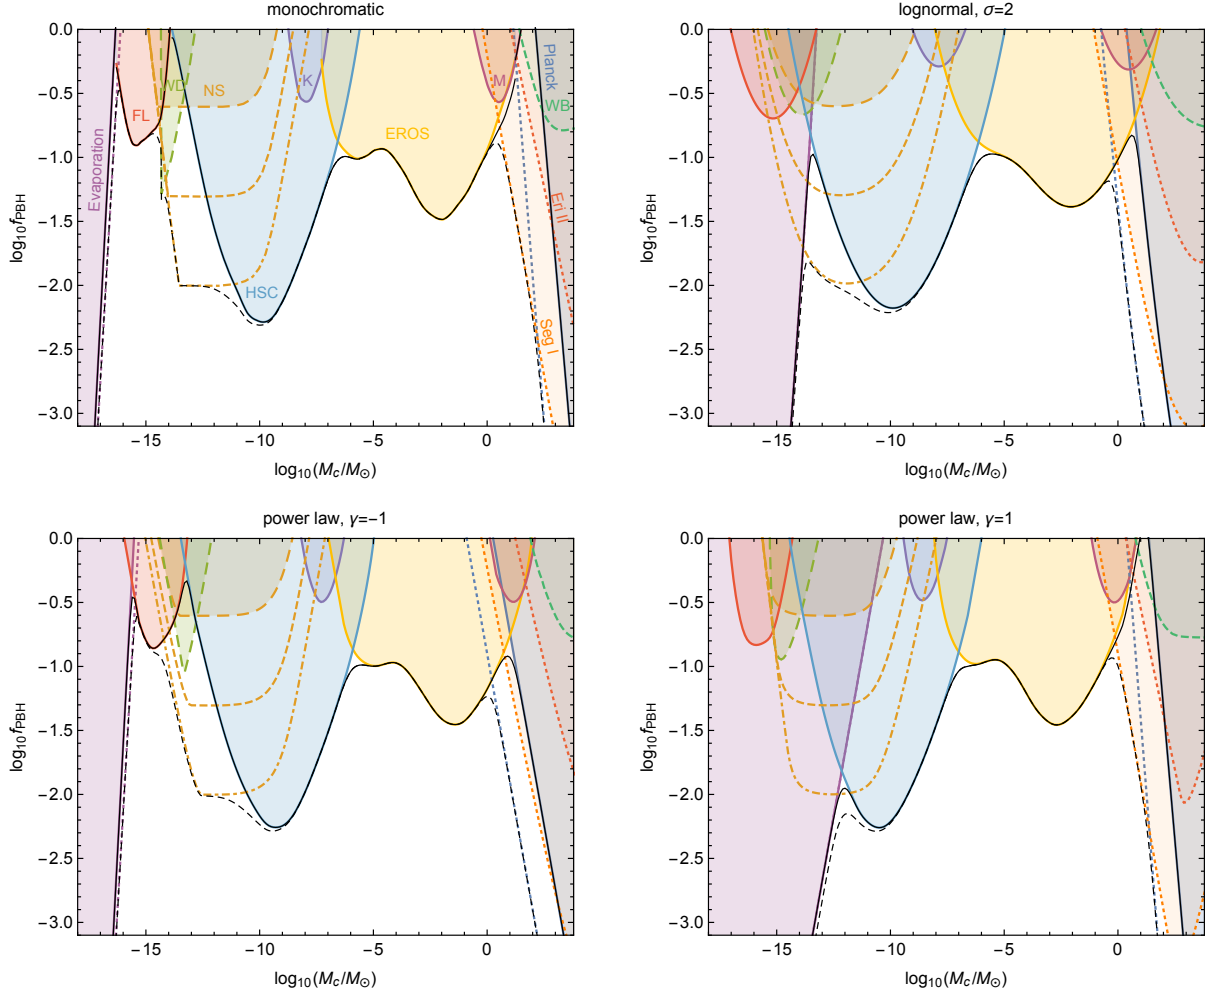 monochromatic
0.0
−0.5
−1.0
−1.5
−2.0
−2.5
−3.0
log₁₀fPBH
Evaporation
FL
WD
NS
HSC
K
EROS
M
Planck
WB
Eri II
Seg I
−15
−10
−5
0
log₁₀(Mc/M⊙)
lognormal, σ=2
0.0
−0.5
−1.0
−1.5
−2.0
−2.5
−3.0
log₁₀fPBH
−15
−10
−5
0
log₁₀(Mc/M⊙)
power law, γ=−1
0.0
−0.5
−1.0
−1.5
−2.0
−2.5
−3.0
log₁₀fPBH
−15
−10
−5
0
log₁₀(Mc/M⊙)
power law, γ=1
0.0
−0.5
−1.0
−1.5
−2.0
−2.5
−3.0
log₁₀fPBH
−15
−10
−5
0
log₁₀(Mc/M⊙)